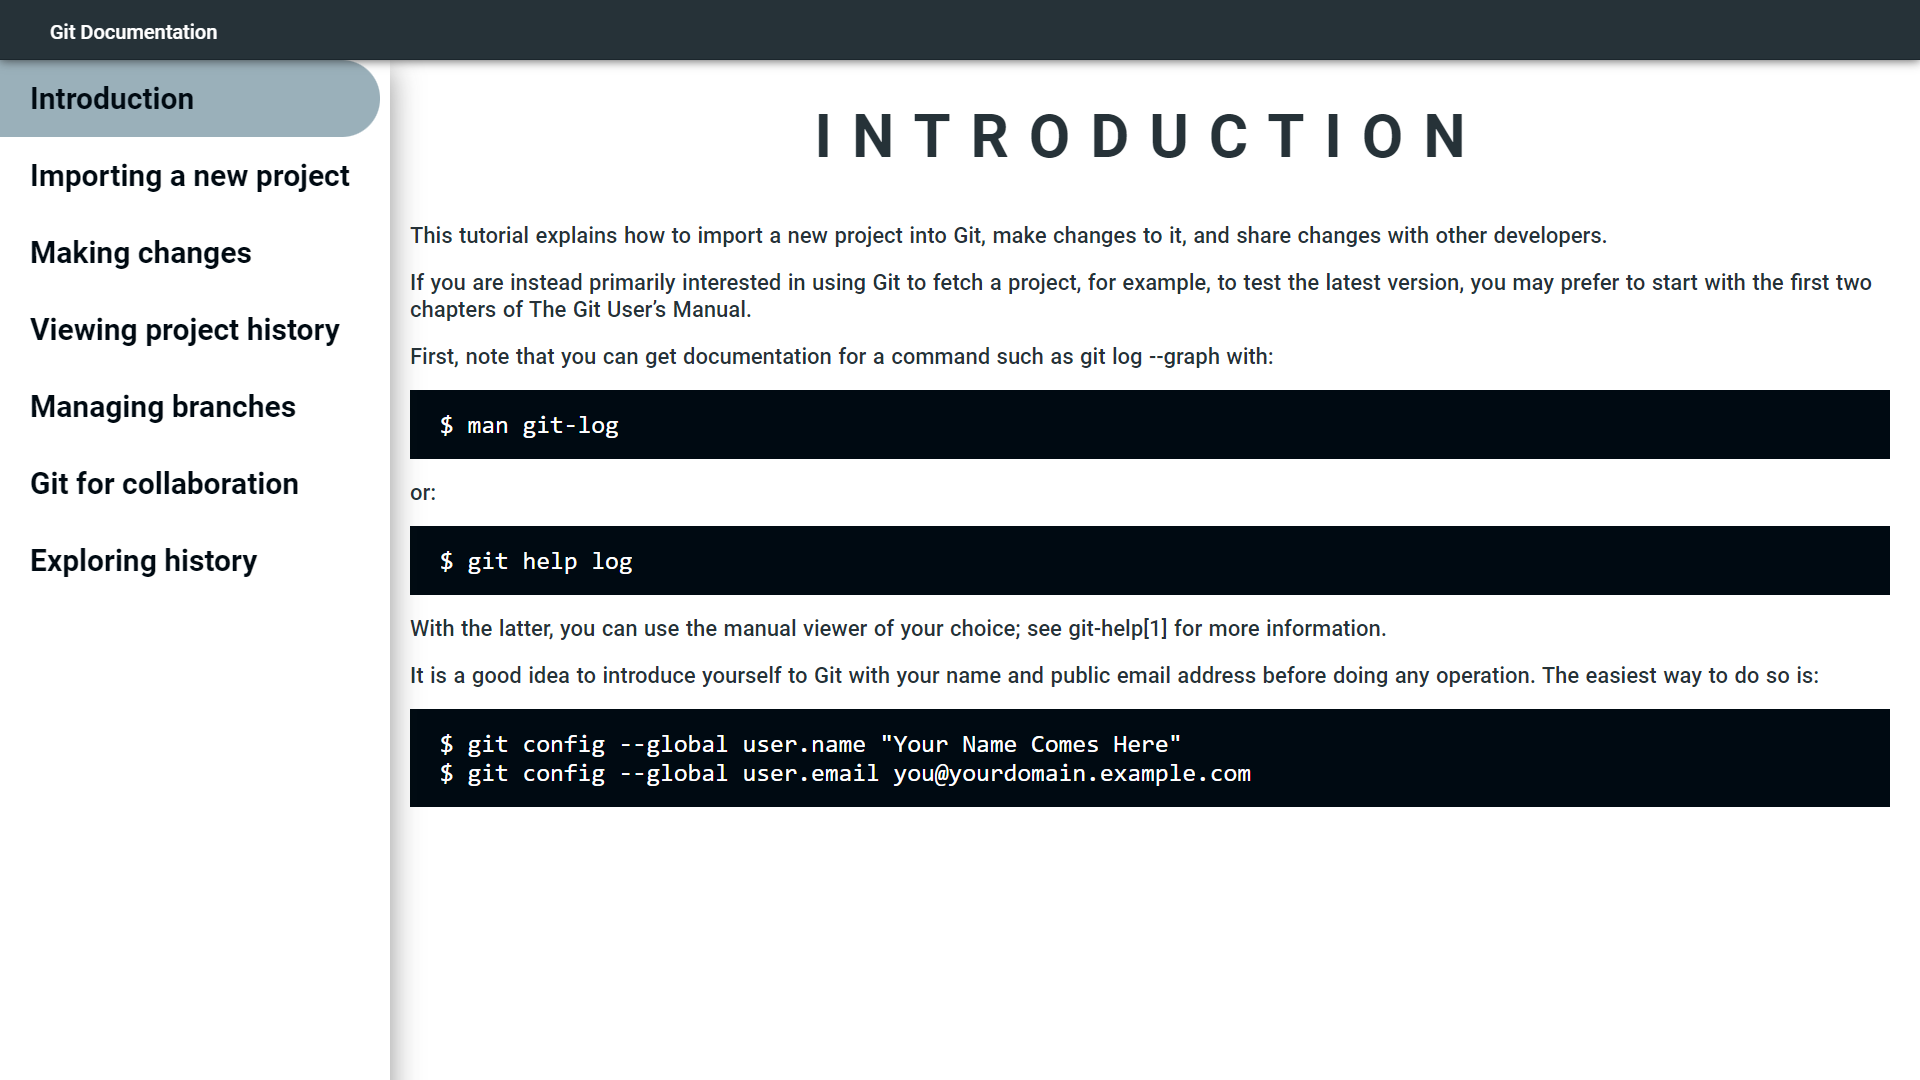 Git Documentation
Introduction
Importing a new project
Making changes
Viewing project history
Managing branches
Git for collaboration
Exploring history
INTRODUCTION
This tutorial explains how to import a new project into Git, make changes to it, and share changes with other developers.
If you are instead primarily interested in using Git to fetch a project, for example, to test the latest version, you may prefer to start with the first two
chapters of The Git User’s Manual.
First, note that you can get documentation for a command such as git log --graph with:
$ man git-log
or:
$ git help log
With the latter, you can use the manual viewer of your choice; see git-help[1] for more information.
It is a good idea to introduce yourself to Git with your name and public email address before doing any operation. The easiest way to do so is:
$ git config --global user.name "Your Name Comes Here"
$ git config --global user.email you@yourdomain.example.com